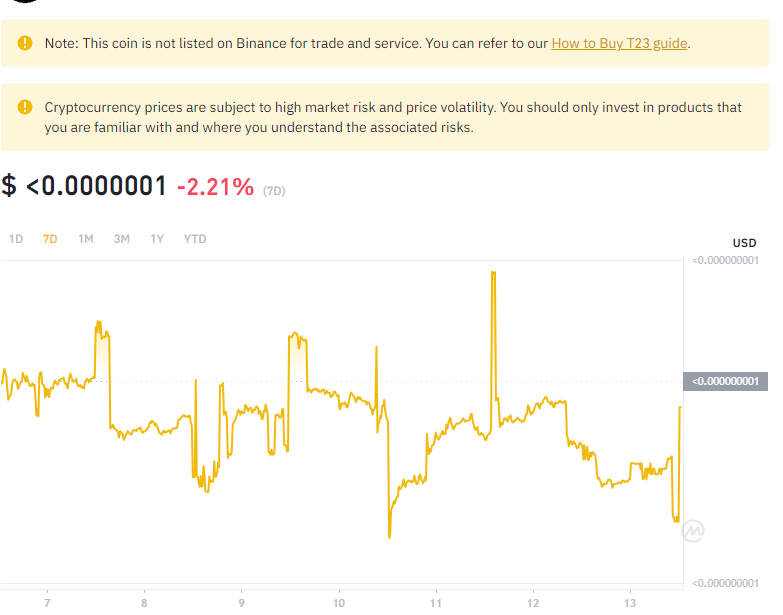 Note: This coin is not listed on Binance for trade and service. You can refer to our How to Buy T23 guide.
Cryptocurrency prices are subject to high market risk and price volatility. You should only invest in products that
you are familiar with and where you understand the associated risks.
$ <0.0000001 -2.21% (7D)
1D 7D 1M 3M 1Y YTD
USD
<0.000000001
<0.000000001
<0.000000001
7 8 9 10 11 12 13